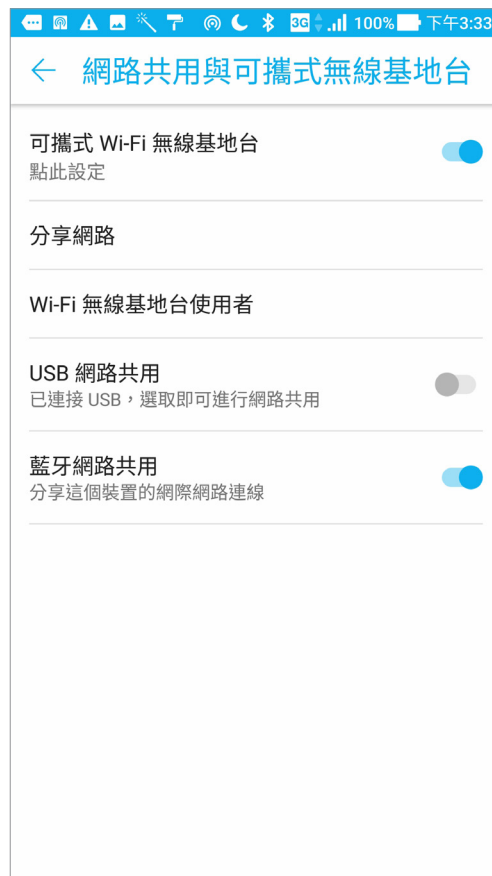 3G 100% 下午3:33
網路共用與可攜式無線基地台
可攜式 Wi-Fi 無線基地台
點此設定
分享網路
Wi-Fi 無線基地台使用者
USB 網路共用
已連接 USB，選取即可進行網路共用
藍牙網路共用
分享這個裝置的網際網路連線